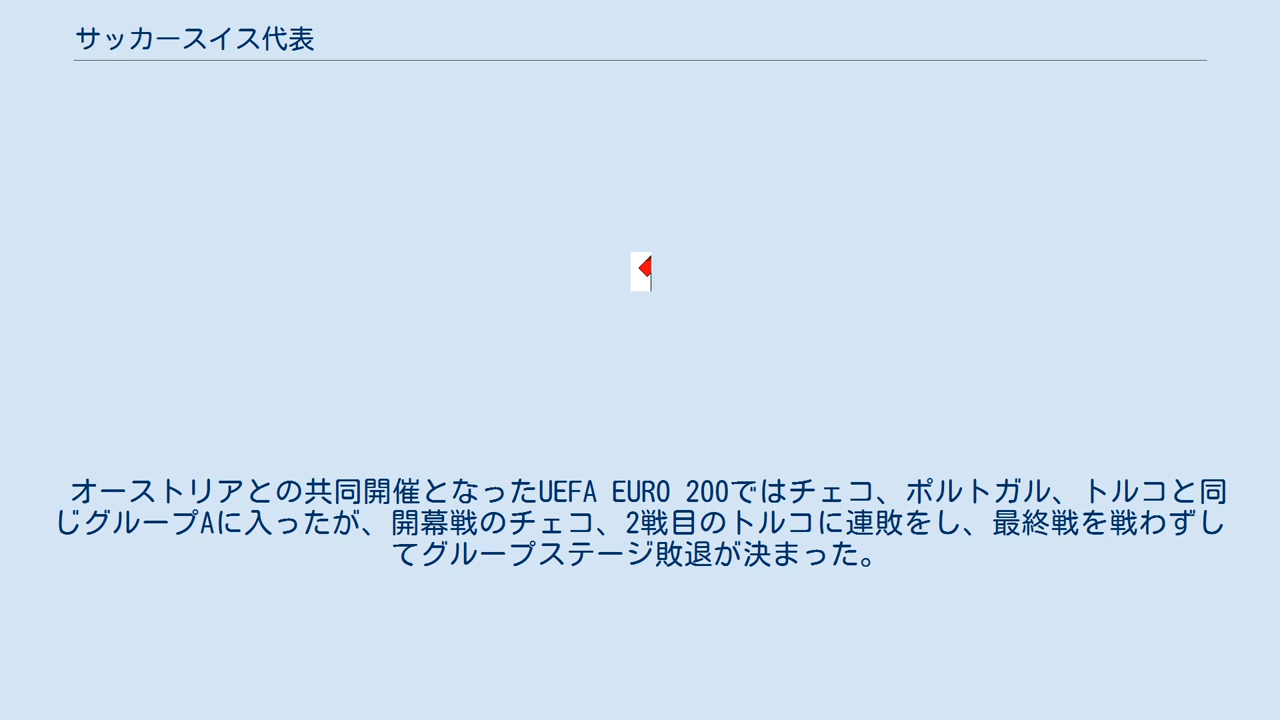 サッカースイス代表
オーストリアとの共同開催となったUEFA EURO 200ではチェコ、ポルトガル、トルコと同
じグループAに入ったが、開幕戦のチェコ、2戦目のトルコに連敗をし、最終戦を戦わずし
てグループステージ敗退が決まった。